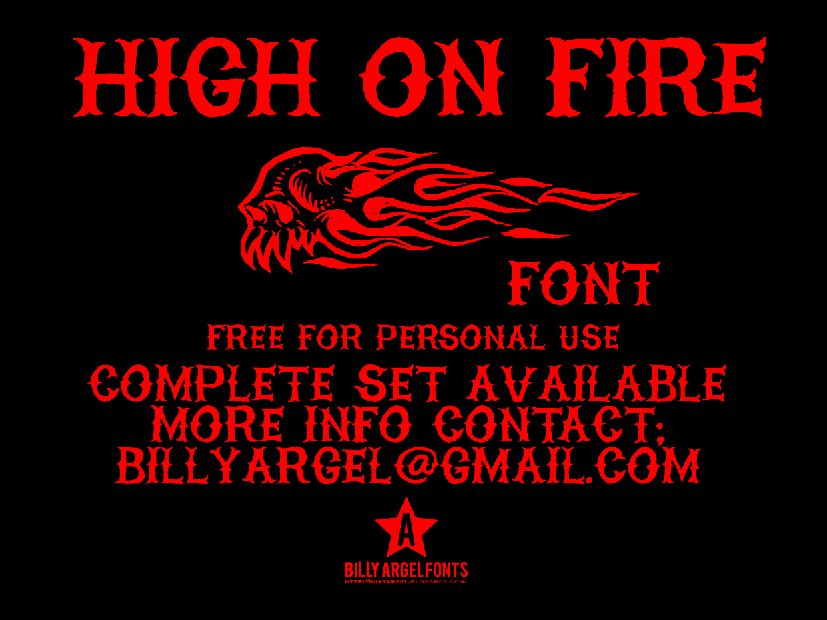 HIGH ON FIRE
FONT
FREE FOR PERSONAL USE
COMPLETE SET AVAILABLE
MORE INFO CONTACT:
BILLYARGEL@GMAIL.COM
A
BILLY ARGEL FONTS